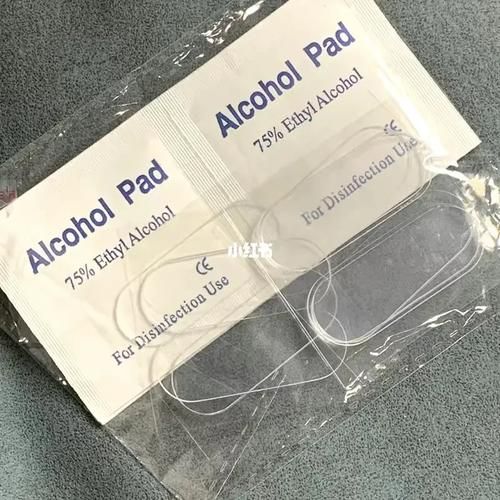 Alcohol Pad
75% Ethyl Alcohol
CE
For Disinfection Use
Alcohol Pad
75% Ethyl Alcohol
CE
For Disinfection Use
小红书